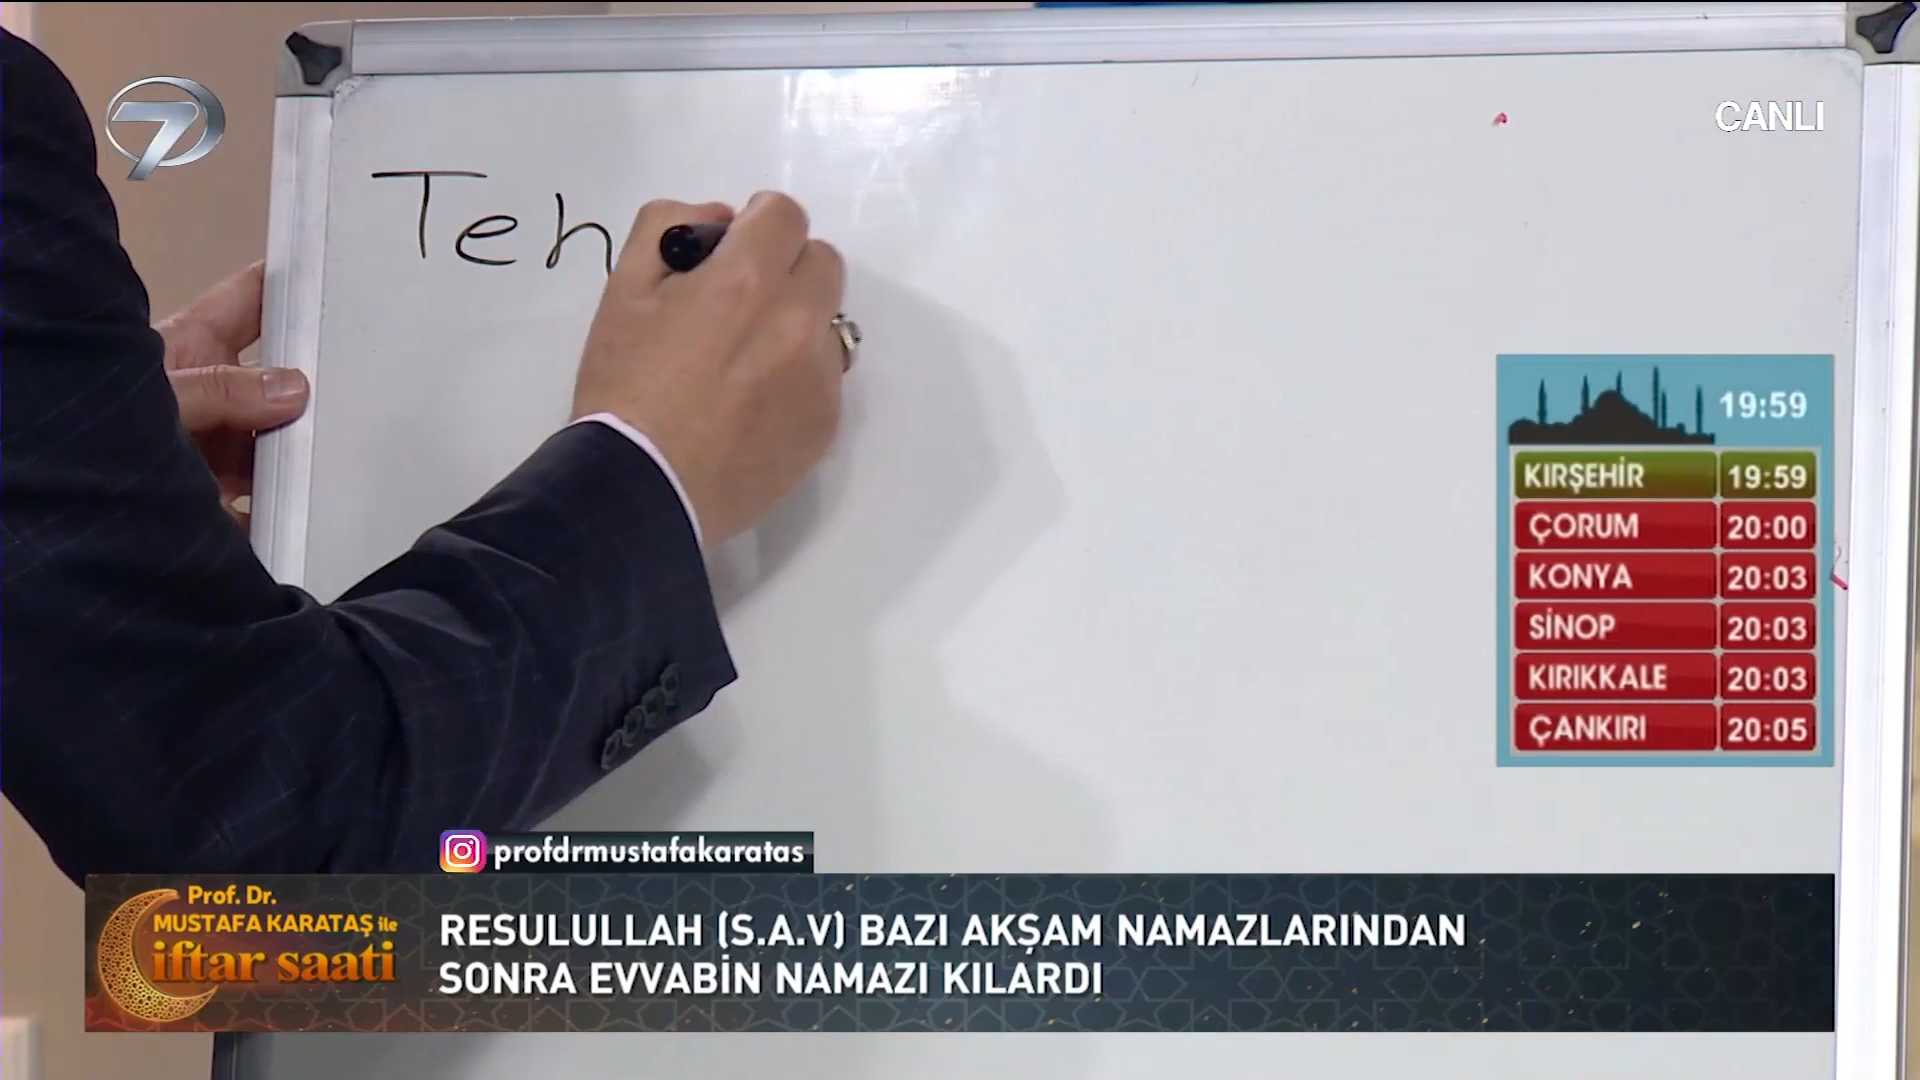 7
CANLI
Teh
19:59
KIRŞEHİR 19:59
ÇORUM 20:00
KONYA 20:03
SİNOP 20:03
KIRIKKALE 20:03
ÇANKIRI 20:05
profdrmustafakaratas
Prof. Dr.
MUSTAFA KARATAŞ ile
iftar saati
RESULULLAH (S.A.V) BAZI AKŞAM NAMAZLARINDAN
SONRA EVVABİN NAMAZI KILARDI